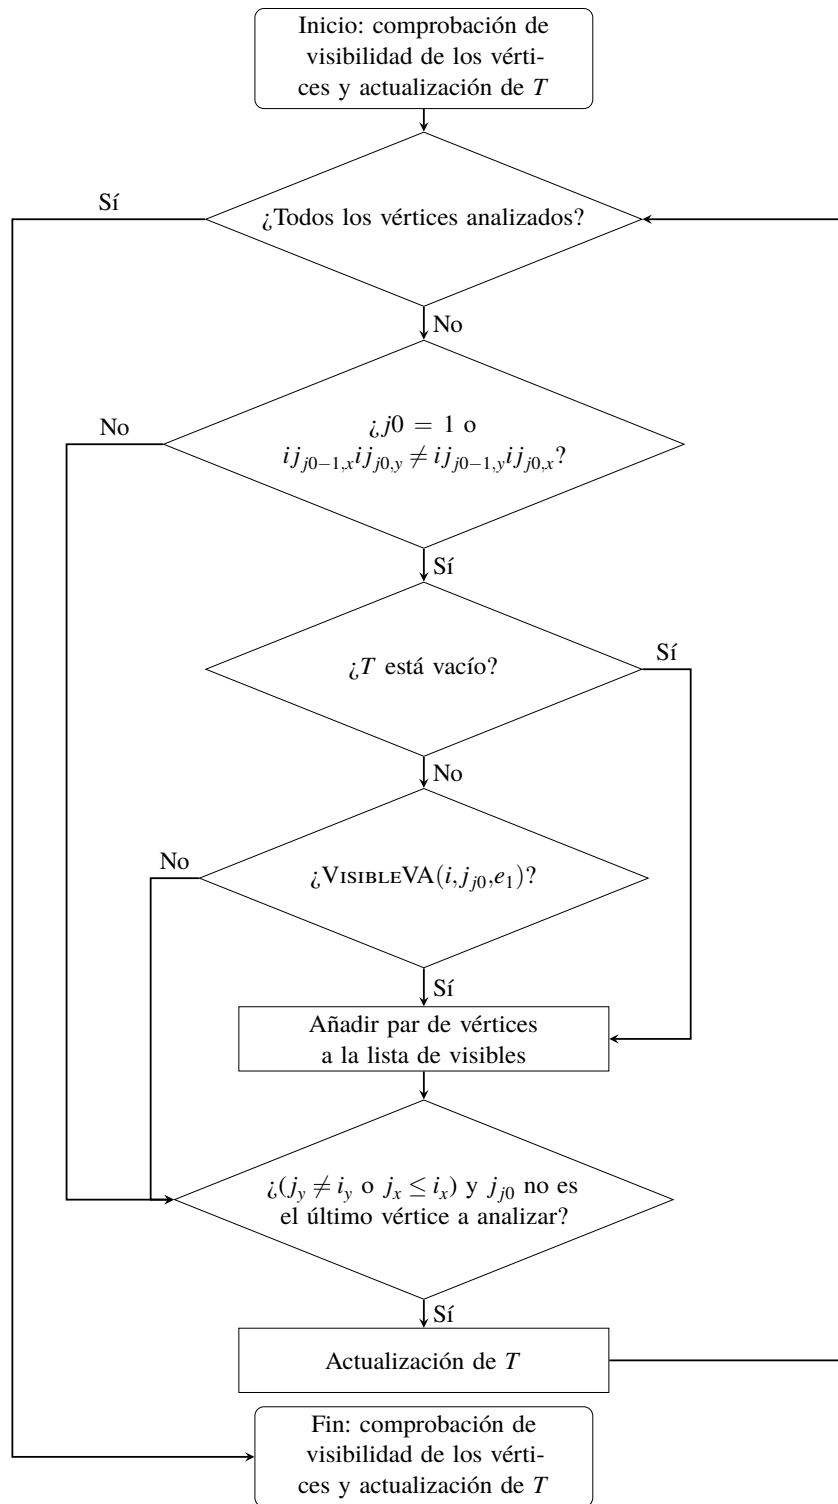 Inicio: comprobación de
visibilidad de los vérti-
ces y actualización de T
Sí
¿Todos los vértices analizados?
No
No
¿j0 = 1 o
ij_{j0−1,x}ij_{j0,y} ≠ ij_{j0−1,y}ij_{j0,x}?
Sí
¿T está vacío?
Sí
No
No
¿VISIBLEVA(i,j_{j0},e_1)?
Sí
Añadir par de vértices
a la lista de visibles
¿(j_y ≠ i_y o j_x ≤ i_x) y j_{j0} no es
el último vértice a analizar?
Sí
Actualización de T
Fin: comprobación de
visibilidad de los vérti-
ces y actualización de T